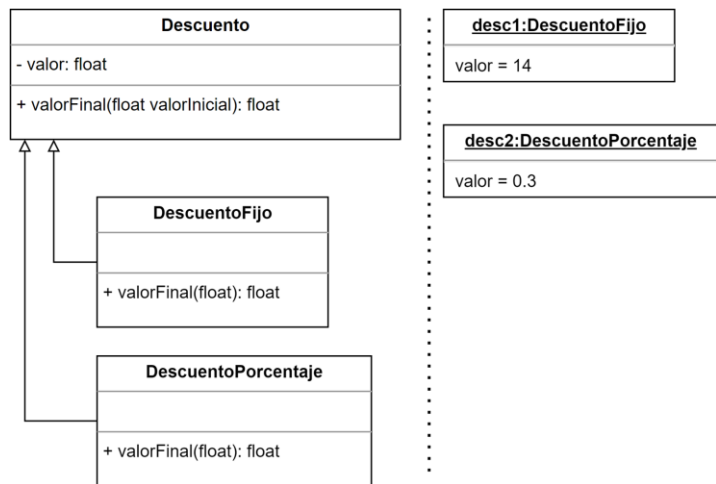 Descuento
- valor: float
+ valorFinal(float valorInicial): float
DescuentoFijo
+ valorFinal(float): float
DescuentoPorcentaje
+ valorFinal(float): float
desc1:DescuentoFijo
valor = 14
desc2:DescuentoPorcentaje
valor = 0.3